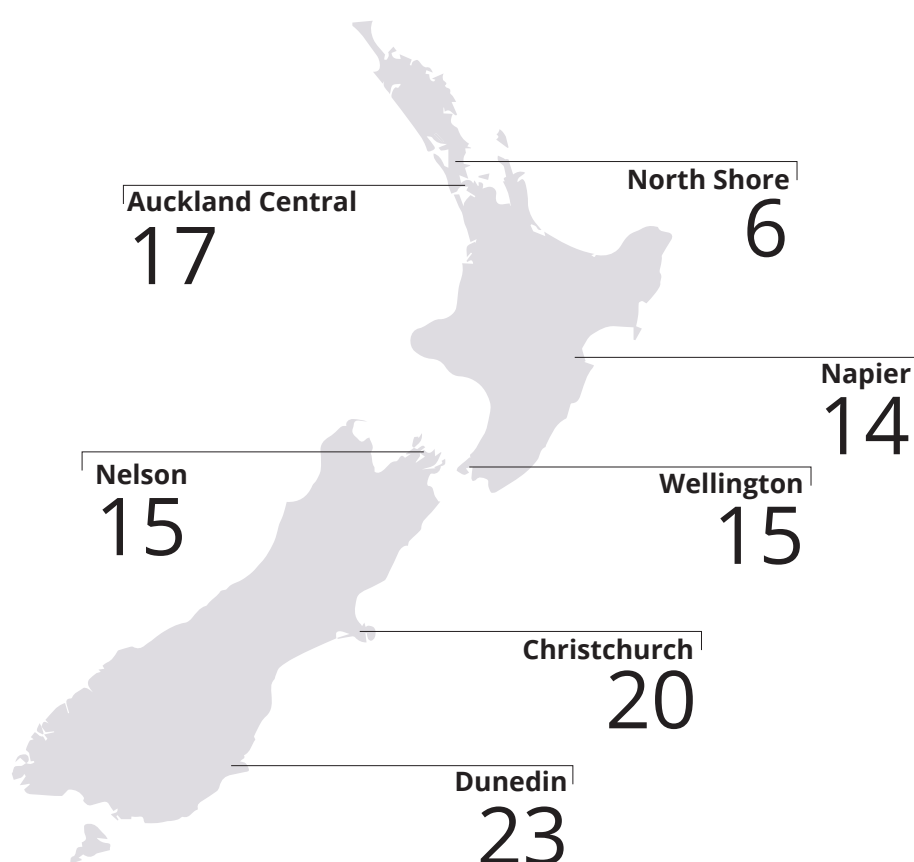 North Shore
6
Auckland Central
17
Napier
14
Nelson
15
Wellington
15
Christchurch
20
Dunedin
23